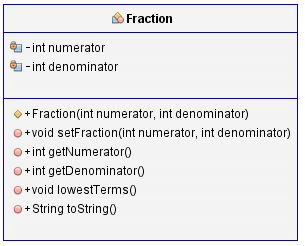 Fraction
-int numerator
-int denominator
+Fraction(int numerator, int denominator)
+void setFraction(int numerator, int denominator)
+int getNumerator()
+int getDenominator()
+void lowestTerms()
+String toString()